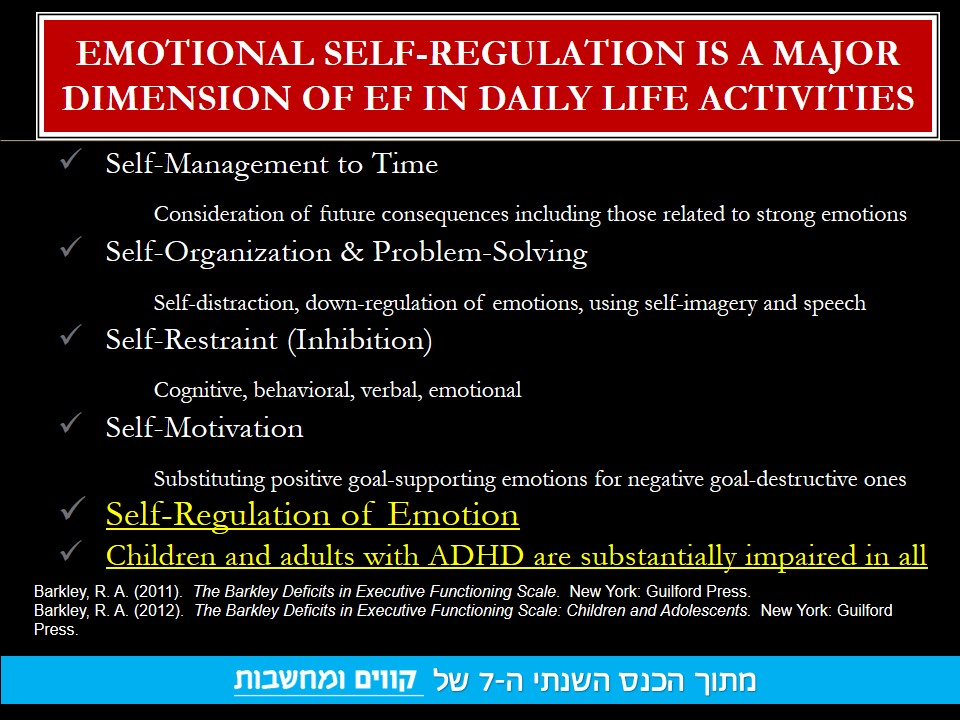 EMOTIONAL SELF-REGULATION IS A MAJOR
DIMENSION OF EF IN DAILY LIFE ACTIVITIES
✓ Self-Management to Time
Consideration of future consequences including those related to strong emotions
✓ Self-Organization & Problem-Solving
Self-distraction, down-regulation of emotions, using self-imagery and speech
✓ Self-Restraint (Inhibition)
Cognitive, behavioral, verbal, emotional
✓ Self-Motivation
Substituting positive goal-supporting emotions for negative goal-destructive ones
✓ Self-Regulation of Emotion
✓ Children and adults with ADHD are substantially impaired in all
Barkley, R. A. (2011). The Barkley Deficits in Executive Functioning Scale. New York: Guilford Press.
Barkley, R. A. (2012). The Barkley Deficits in Executive Functioning Scale: Children and Adolescents. New York: Guilford
Press.
מתוך הכנס השנתי ה-7 של קווים ומחשבות